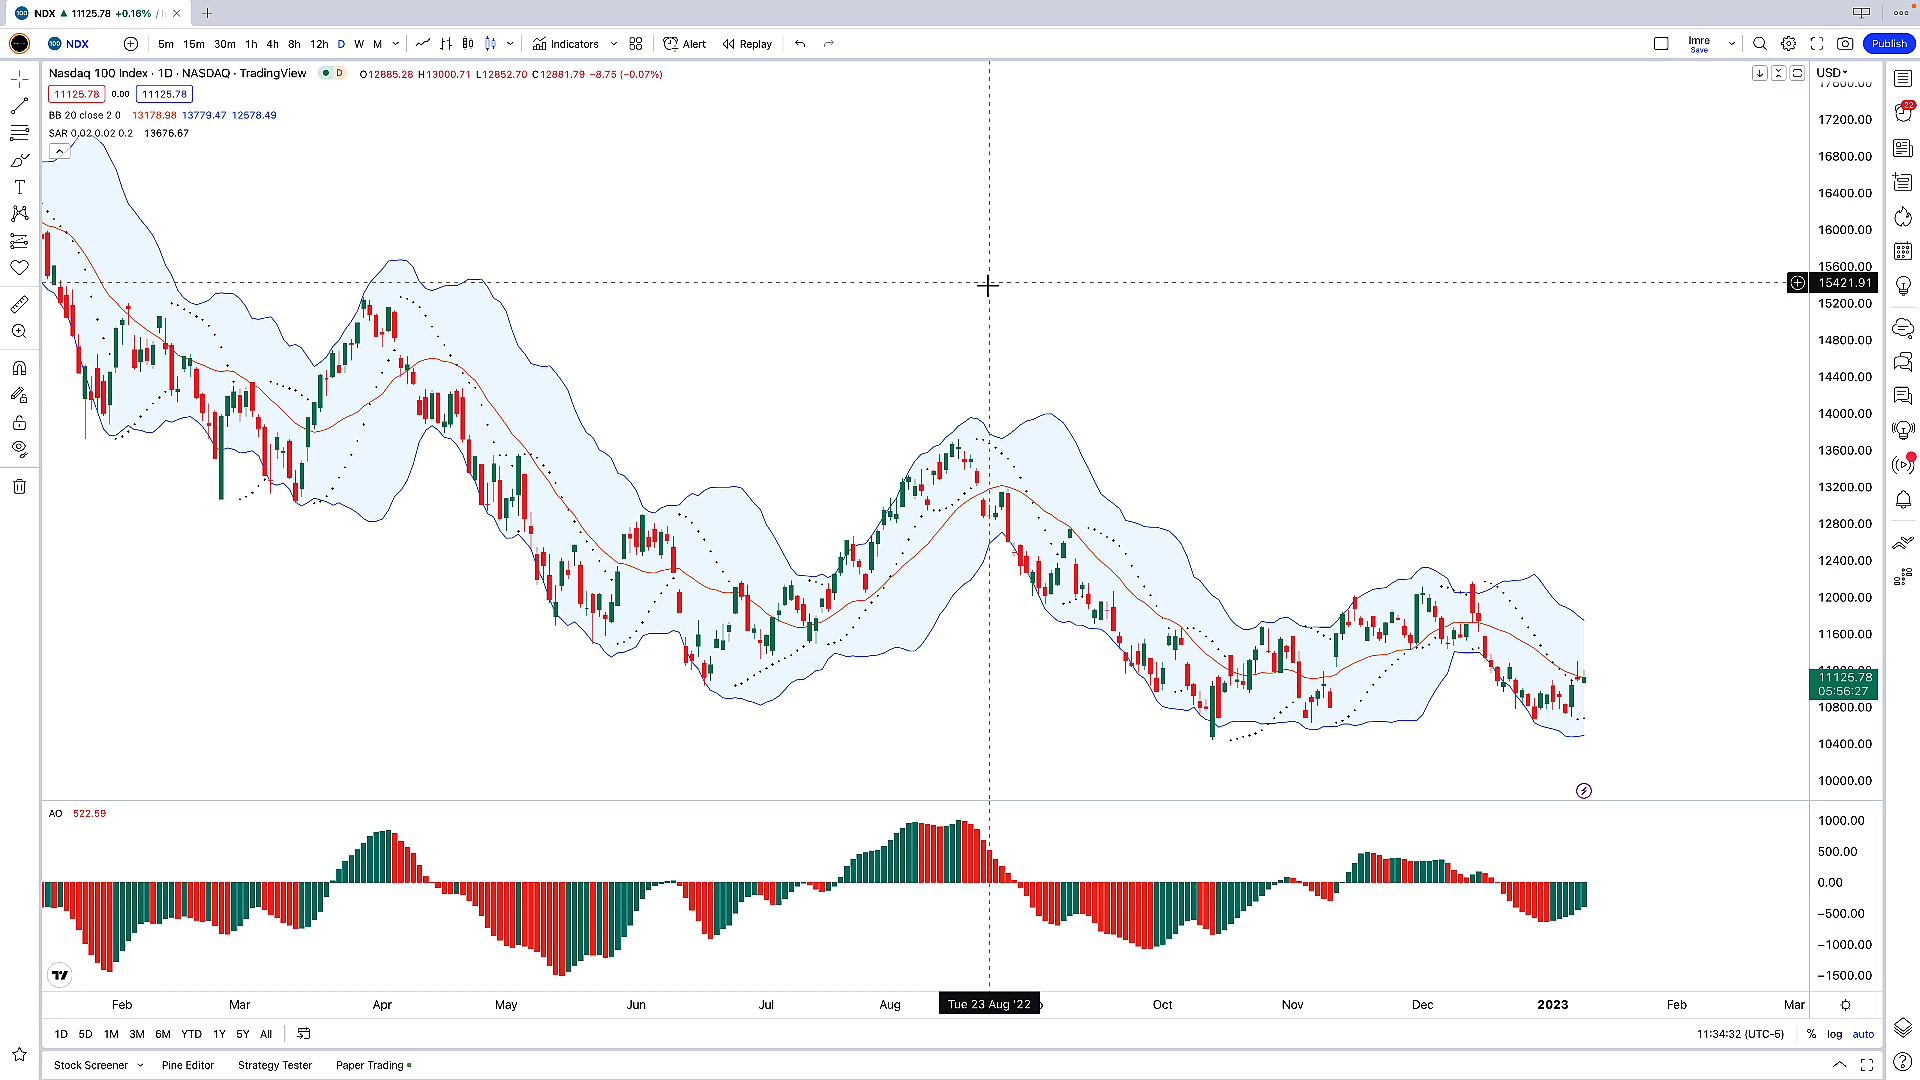 100 NDX ▲ 11125.78 +0.16% /
100 NDX 5m 15m 30m 1h 4h 8h 12h D W M Indicators Alert Replay Imre Save Publish
Nasdaq 100 Index · 1D · NASDAQ · TradingView D O12885.28 H13000.71 L12852.70 C12881.79 −8.75 (−0.07%)
11125.78 0.00 11125.78
BB 20 close 2 0 13178.98 13779.47 12578.49
SAR 0.02 0.02 0.2 13676.67
USD
17600.00
17200.00
16800.00
16400.00
16000.00
15600.00
15421.91
15200.00
14800.00
14400.00
14000.00
13600.00
13200.00
12800.00
12400.00
12000.00
11600.00
11125.78
05:56:27
10800.00
10400.00
10000.00
22
AO 522.59
1000.00
500.00
0.00
−500.00
−1000.00
−1500.00
Feb Mar Apr May Jun Jul Aug Tue 23 Aug '22 Oct Nov Dec 2023 Feb Mar
1D 5D 1M 3M 6M YTD 1Y 5Y All 11:34:32 (UTC-5) % log auto
Stock Screener Pine Editor Strategy Tester Paper Trading